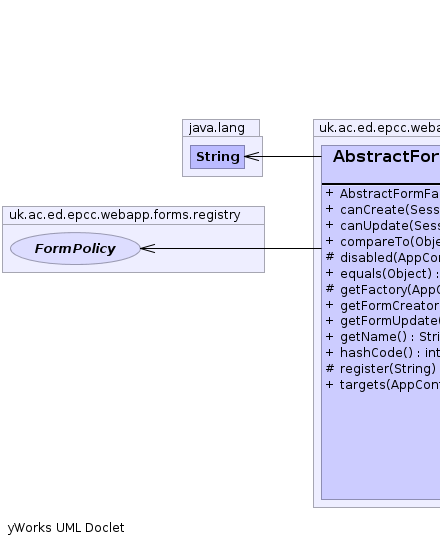 java.lang
String
uk.ac.ed.epcc.webapp.forms.registry
FormPolicy
uk.ac.ed.epcc.weba
AbstractFor
+ AbstractFormFa
+ canCreate(Sess
+ canUpdate(Sess
+ compareTo(Obje
# disabled(AppCon
+ equals(Object) :
# getFactory(AppC
+ getFormCreator
+ getFormUpdate(
+ getName() : Stri
+ hashCode() : int
# register(String)
+ targets(AppCont
yWorks UML Doclet